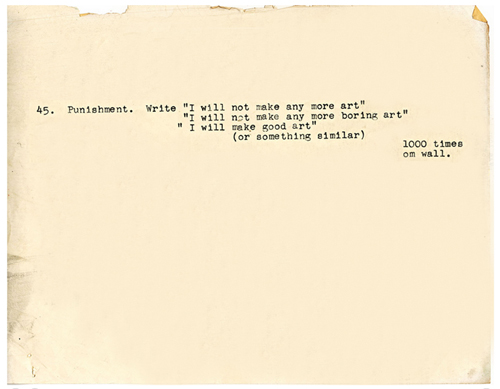 45. Punishment. Write "I will not make any more art"
"I will not make any more boring art"
" I will make good art"
(or something similar)
1000 times
om wall.